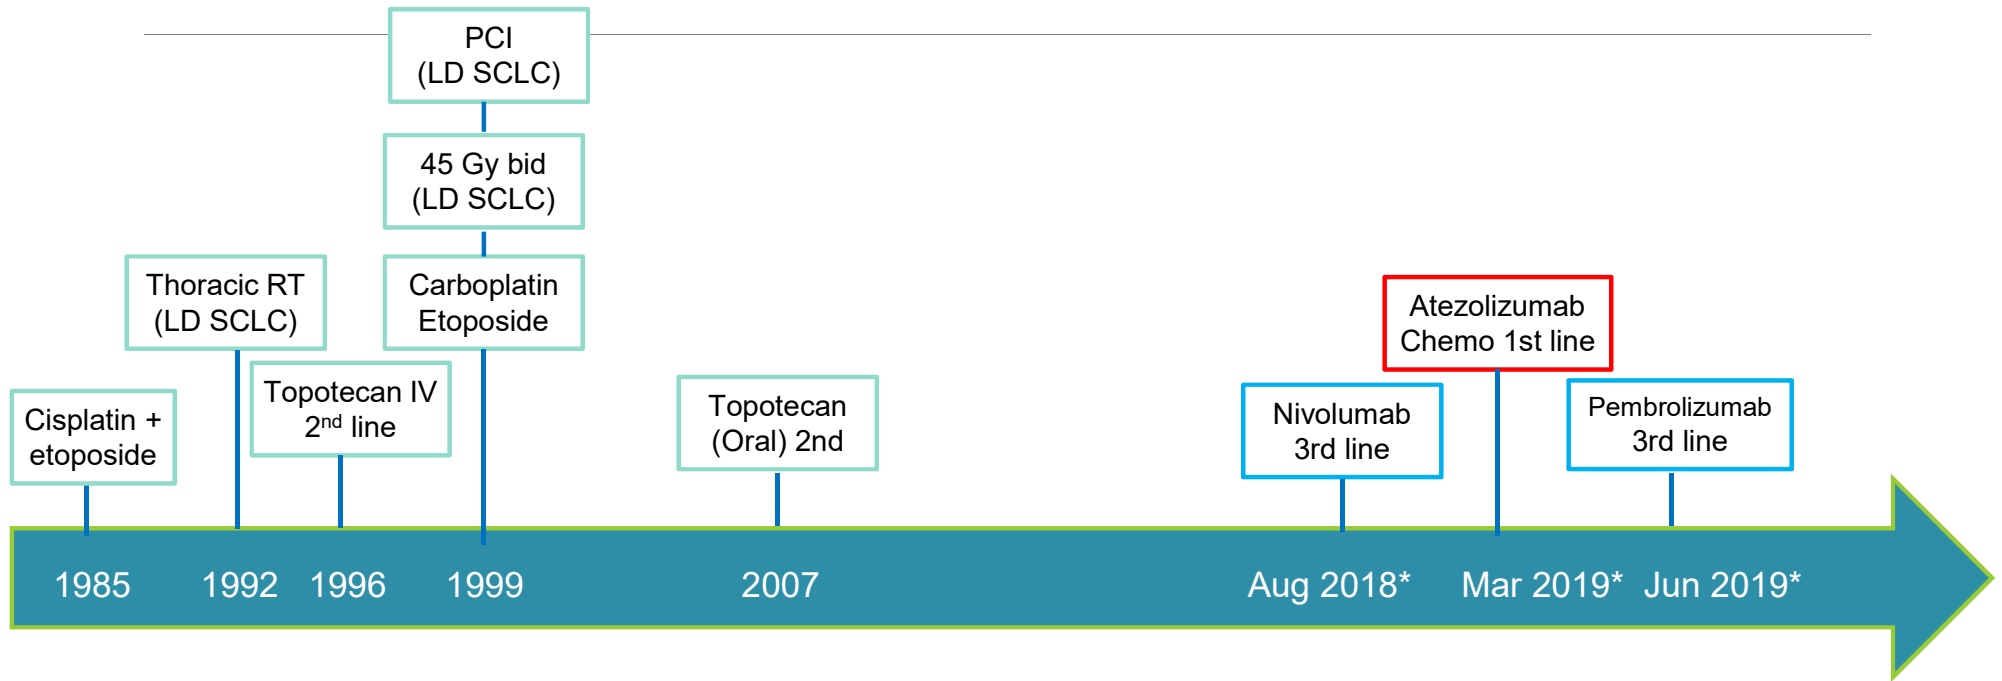 PCI
(LD SCLC)
45 Gy bid
(LD SCLC)
Thoracic RT
(LD SCLC)
Carboplatin
Etoposide
Atezolizumab
Chemo 1st line
Cisplatin +
etoposide
Topotecan IV
2nd line
Topotecan
(Oral) 2nd
Nivolumab
3rd line
Pembrolizumab
3rd line
1985
1992
1996
1999
2007
Aug 2018*
Mar 2019*
Jun 2019*